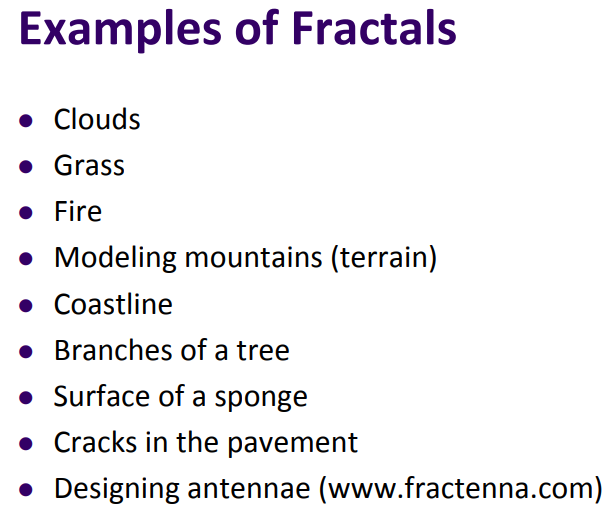 Examples of Fractals
● Clouds
● Grass
● Fire
● Modeling mountains (terrain)
● Coastline
● Branches of a tree
● Surface of a sponge
● Cracks in the pavement
● Designing antennae (www.fractenna.com)